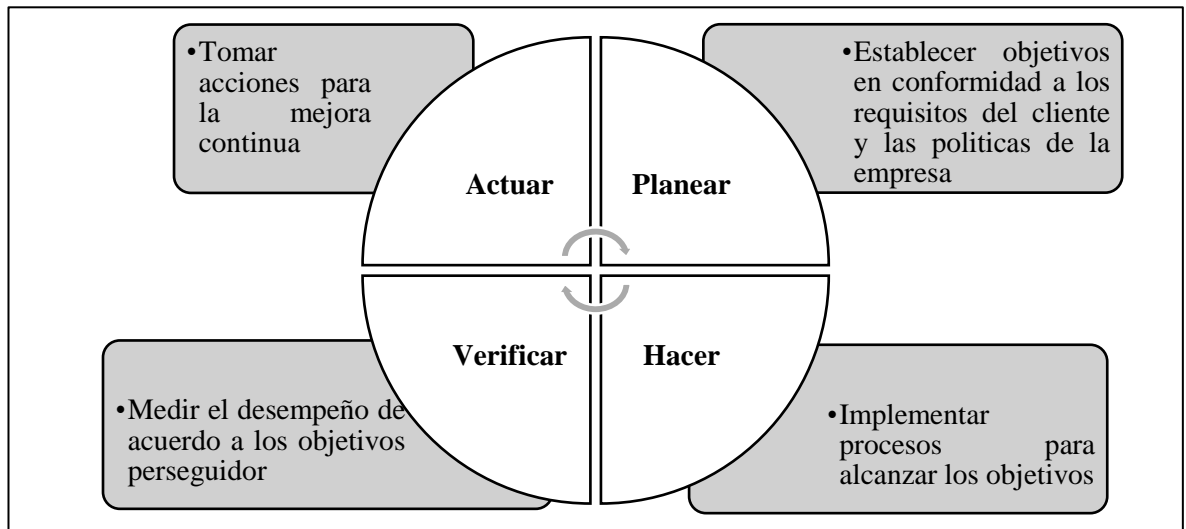 •Tomar
acciones para
la mejora
continua
•Establecer objetivos
en conformidad a los
requisitos del cliente
y las politicas de la
empresa
Actuar
Planear
Verificar
Hacer
•Medir el desempeño de
acuerdo a los objetivos
perseguidor
•Implementar
procesos para
alcanzar los objetivos